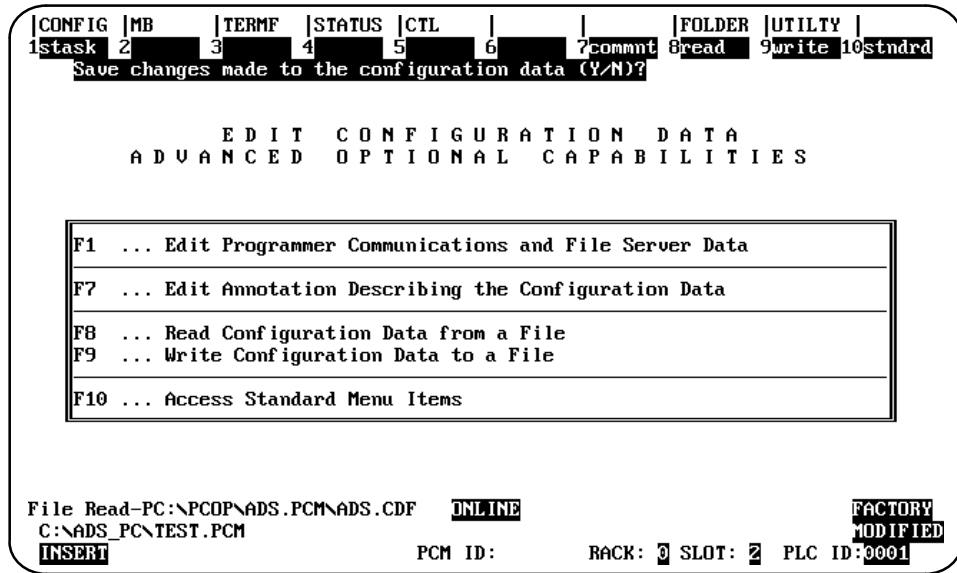 |CONFIG |MB |TERMF |STATUS |CTL | | |FOLDER |UTILTY |
1stask 2 3 4 5 6 7commnt 8read 9write 10stndrd
Save changes made to the configuration data (Y/N)?
E D I T C O N F I G U R A T I O N D A T A
A D V A N C E D O P T I O N A L C A P A B I L I T I E S
F1 ... Edit Programmer Communications and File Server Data
F7 ... Edit Annotation Describing the Configuration Data
F8 ... Read Configuration Data from a File
F9 ... Write Configuration Data to a File
F10 ... Access Standard Menu Items
File Read-PC:\PCOP\ADS.PCM\ADS.CDF ONLINE FACTORY
C:\ADS_PC\TEST.PCM MODIFIED
INSERT PCM ID: RACK: 0 SLOT: 2 PLC ID:0001